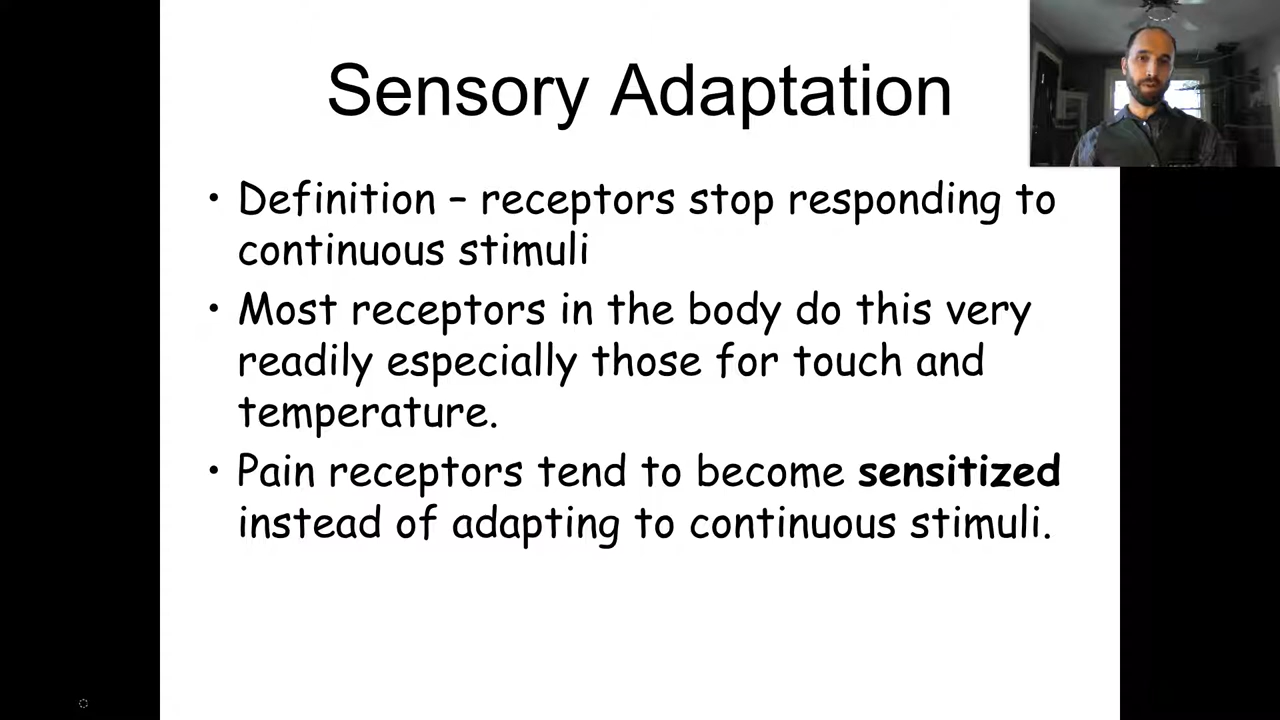 Sensory Adaptation
• Definition – receptors stop responding to
continuous stimuli
• Most receptors in the body do this very
readily especially those for touch and
temperature.
• Pain receptors tend to become sensitized
instead of adapting to continuous stimuli.